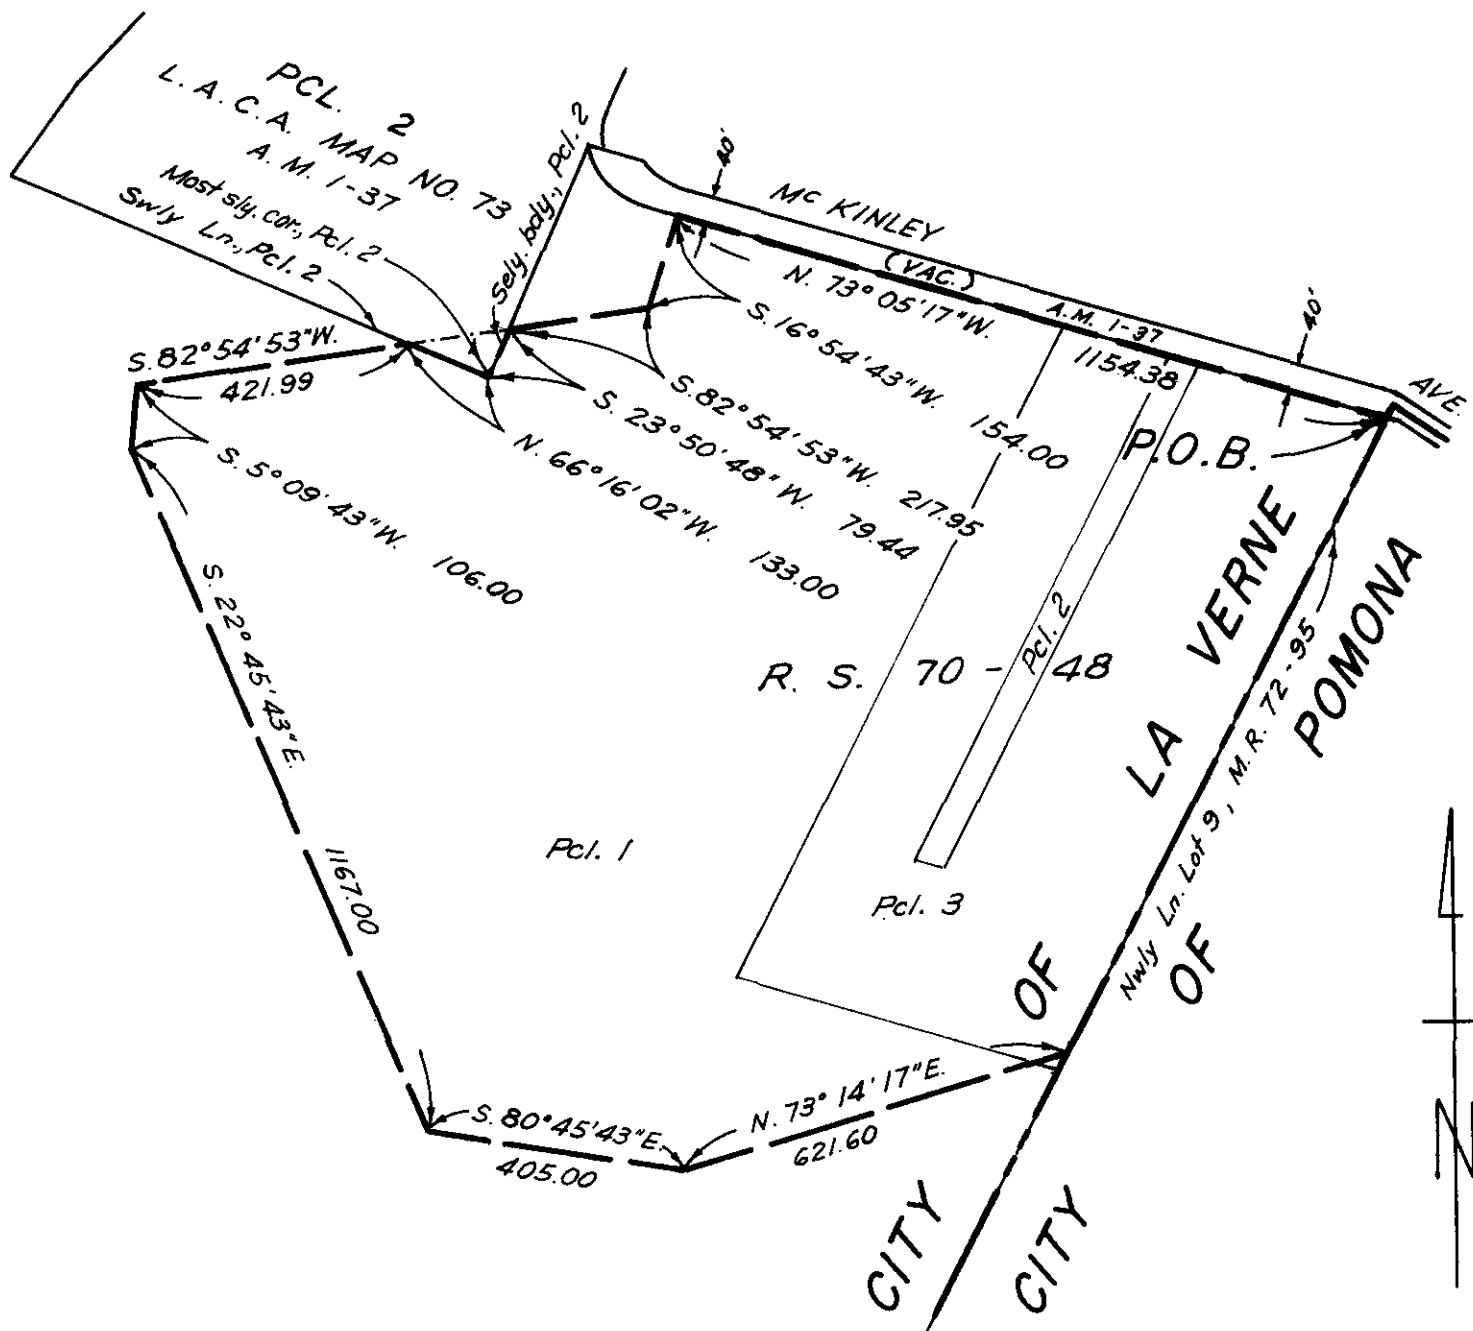 PCL. 2
L. A. C. A. MAP NO. 73
A. M. 1-37
Most sly. cor., Pcl. 2
Swly Ln., Pcl. 2
Sely. bdy., Pcl. 2
40'
Mc KINLEY
(VAC.)
A.M. 1-37
40'
AVE.
N. 73° 05' 17" W.
1154.38
P.O.B.
S. 16° 54' 43" W. 154.00
S. 82° 54' 53" W. 217.95
S. 23° 50' 48" W. 79.44
N. 66° 16' 02" W. 133.00
S. 82° 54' 53" W.
421.99
S. 5° 09' 43" W. 106.00
S. 22° 45' 43" E.
1167.00
S. 80° 45' 43" E.
405.00
N. 73° 14' 17" E.
621.60
R. S. 70 - 48
Pcl. 2
Pcl. 1
Pcl. 3
CITY OF LA VERNE
Nwly Ln. Lot 9, M. R. 72-95
CITY OF POMONA
N